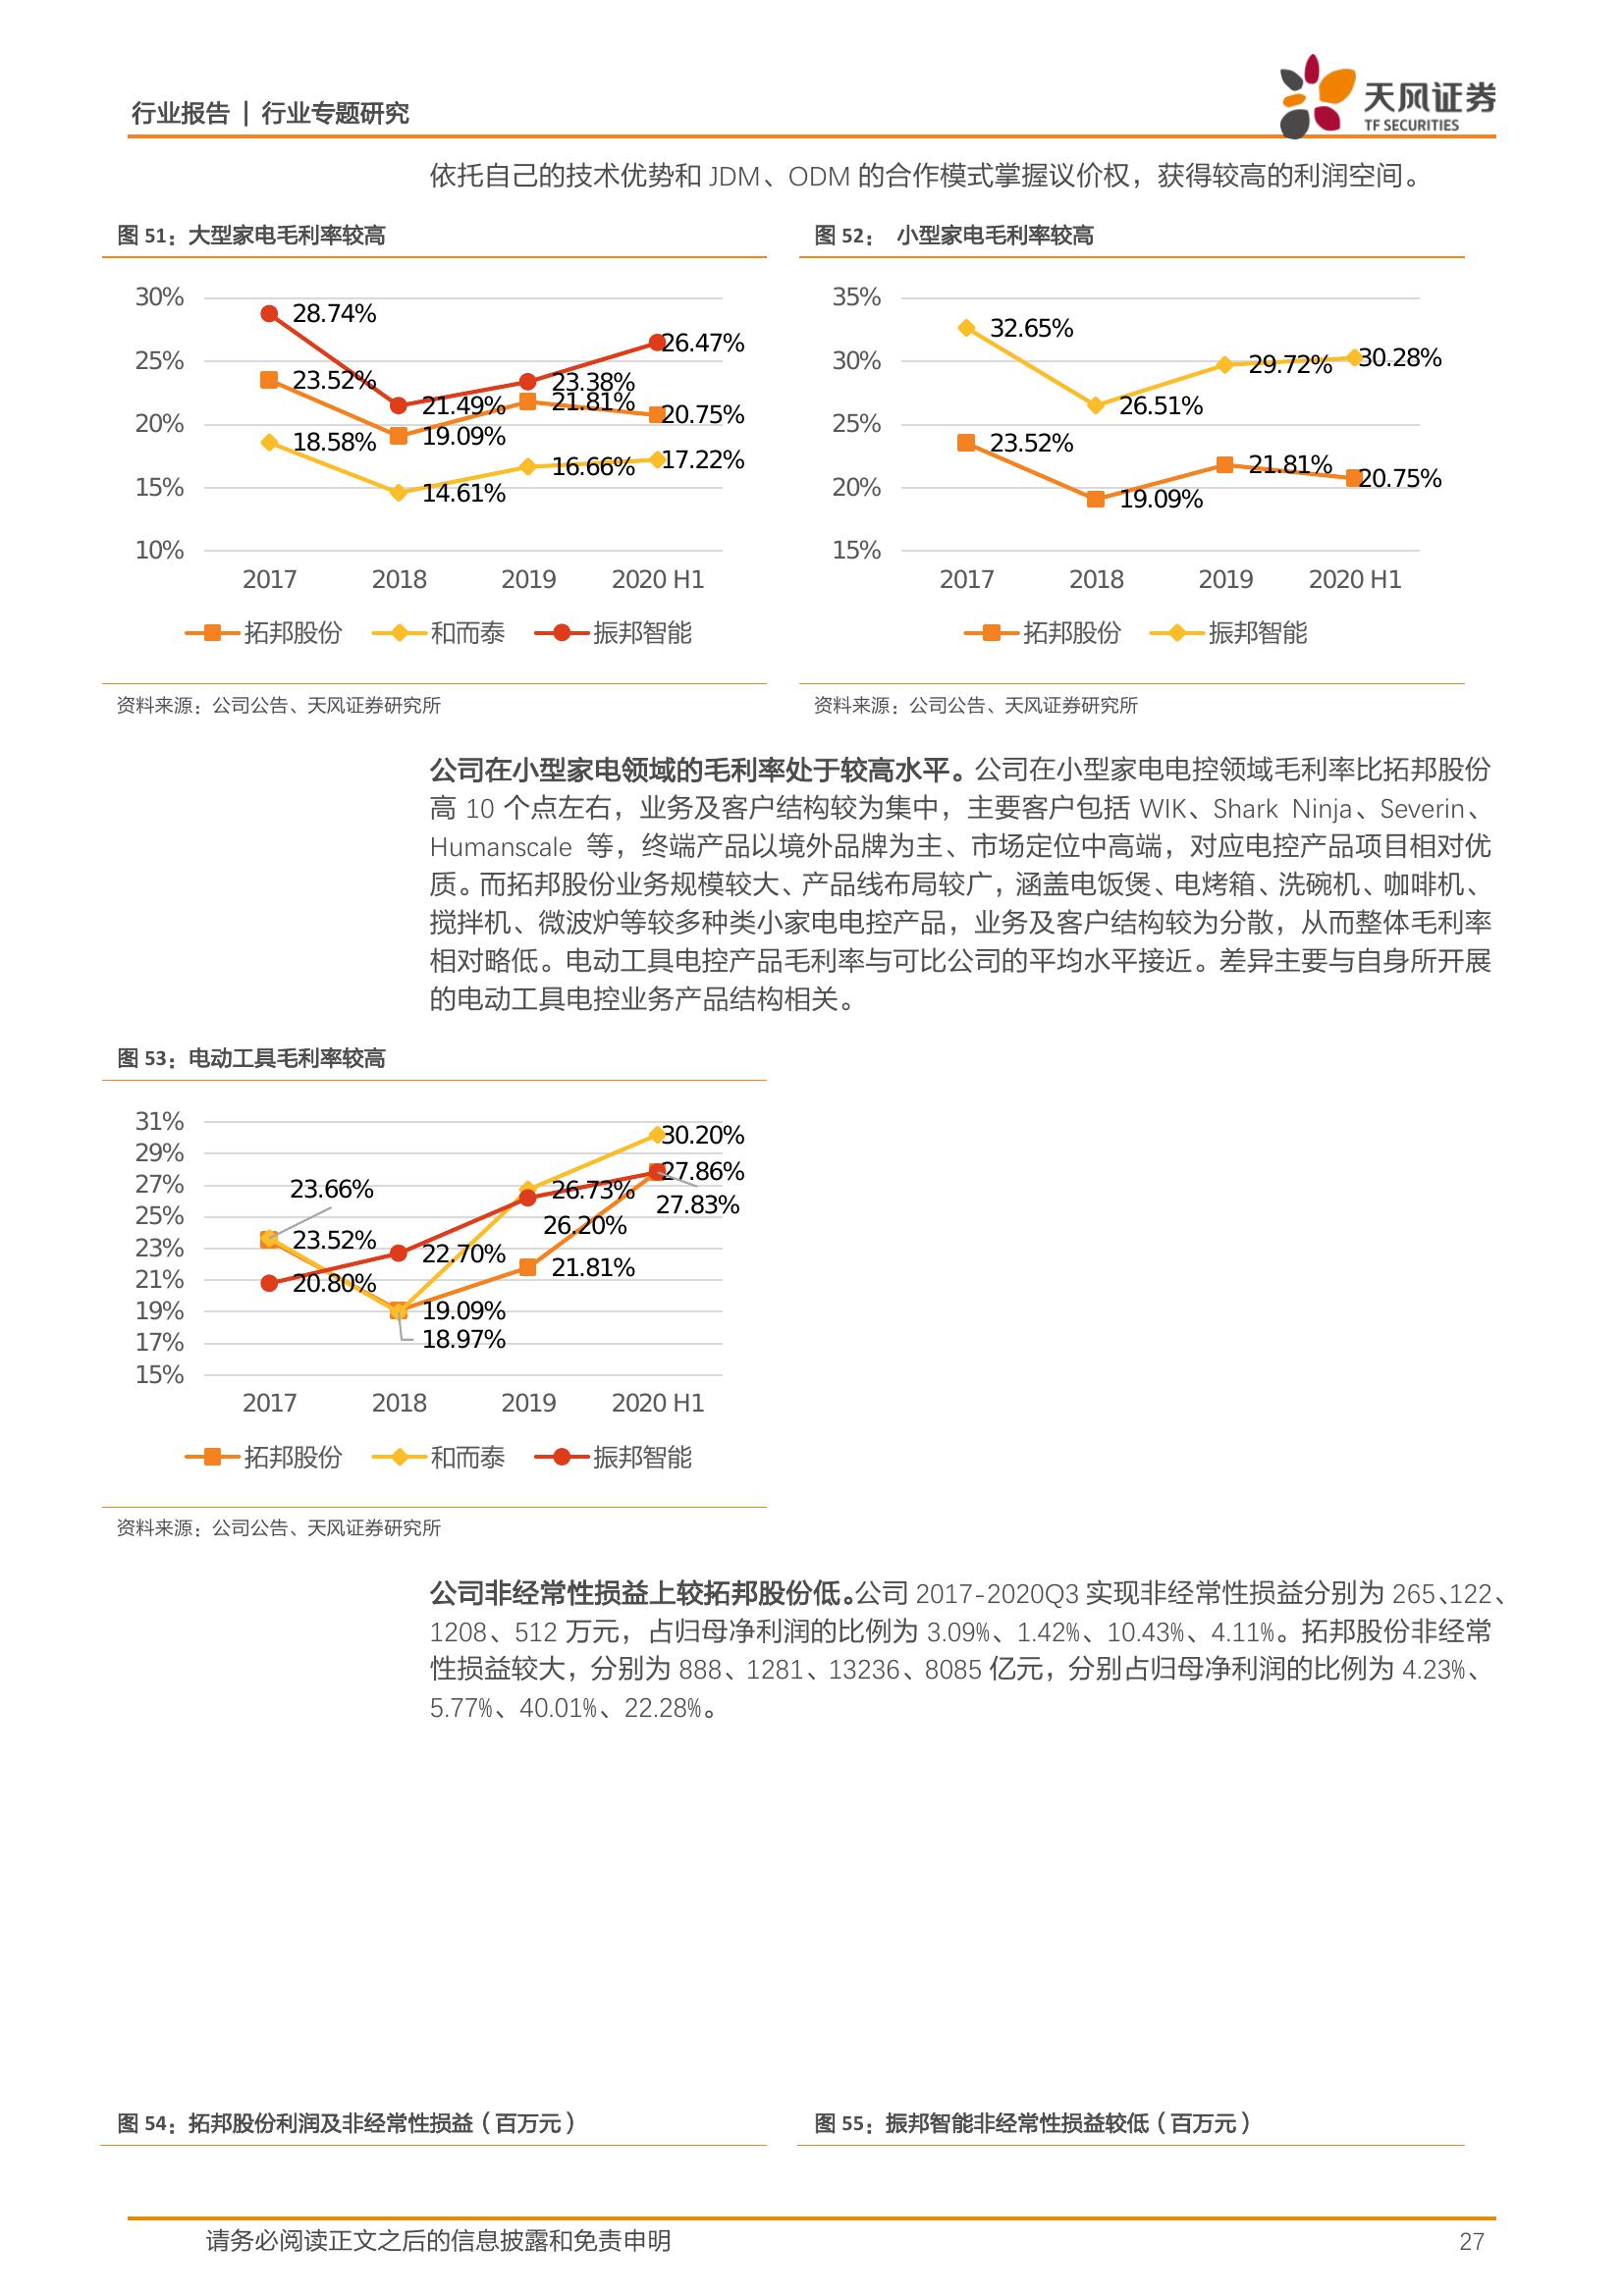 行业报告 | 行业专题研究
天风证券
TF SECURITIES
依托自己的技术优势和 JDM、ODM 的合作模式掌握议价权，获得较高的利润空间。
图 51：大型家电毛利率较高
30%
25%
20%
15%
10%
28.74%
23.52%
18.58%
21.49%
19.09%
14.61%
23.38%
21.81%
16.66%
26.47%
20.75%
17.22%
2017 2018 2019 2020 H1
拓邦股份 和而泰 振邦智能
资料来源：公司公告、天风证券研究所
图 52： 小型家电毛利率较高
35%
30%
25%
20%
15%
32.65%
23.52%
26.51%
19.09%
29.72%
21.81%
30.28%
20.75%
2017 2018 2019 2020 H1
拓邦股份 振邦智能
资料来源：公司公告、天风证券研究所
公司在小型家电领域的毛利率处于较高水平。公司在小型家电电控领域毛利率比拓邦股份
高 10 个点左右，业务及客户结构较为集中，主要客户包括 WIK、Shark Ninja、Severin、
Humanscale 等，终端产品以境外品牌为主、市场定位中高端，对应电控产品项目相对优
质。而拓邦股份业务规模较大、产品线布局较广，涵盖电饭煲、电烤箱、洗碗机、咖啡机、
搅拌机、微波炉等较多种类小家电电控产品，业务及客户结构较为分散，从而整体毛利率
相对略低。电动工具电控产品毛利率与可比公司的平均水平接近。差异主要与自身所开展
的电动工具电控业务产品结构相关。
图 53：电动工具毛利率较高
31%
29%
27%
25%
23%
21%
19%
17%
15%
23.66%
23.52%
20.80%
22.70%
19.09%
18.97%
26.73%
26.20%
21.81%
30.20%
27.86%
27.83%
2017 2018 2019 2020 H1
拓邦股份 和而泰 振邦智能
资料来源：公司公告、天风证券研究所
公司非经常性损益上较拓邦股份低。公司 2017-2020Q3 实现非经常性损益分别为 265、122、
1208、512 万元，占归母净利润的比例为 3.09%、1.42%、10.43%、4.11%。拓邦股份非经常
性损益较大，分别为 888、1281、13236、8085 亿元，分别占归母净利润的比例为 4.23%、
5.77%、40.01%、22.28%。
图 54：拓邦股份利润及非经常性损益（百万元）
图 55：振邦智能非经常性损益较低（百万元）
请务必阅读正文之后的信息披露和免责申明
27